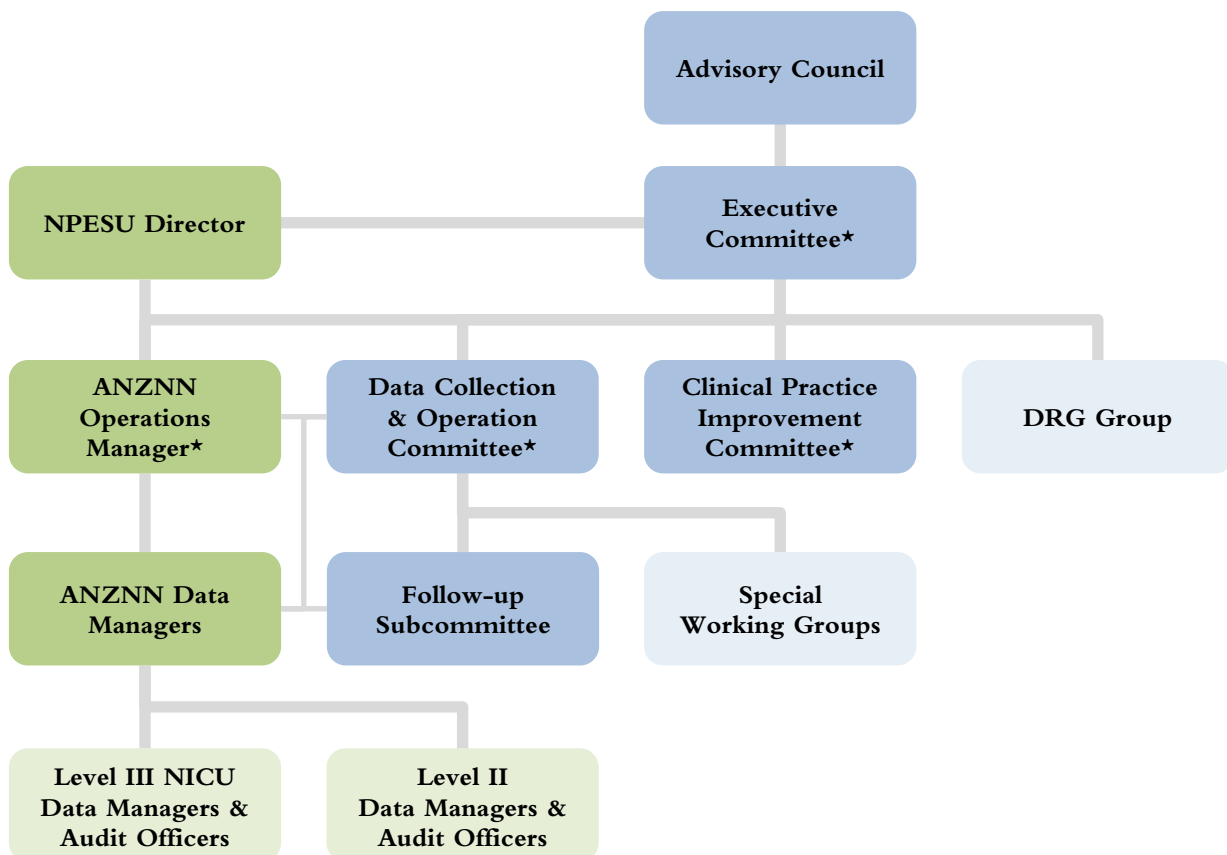 Advisory Council
NPESU Director
Executive
Committee★
ANZNN
Operations
Manager★
Data Collection
& Operation
Committee★
Clinical Practice
Improvement
Committee★
DRG Group
ANZNN Data
Managers
Follow-up
Subcommittee
Special
Working Groups
Level III NICU
Data Managers &
Audit Officers
Level II
Data Managers &
Audit Officers